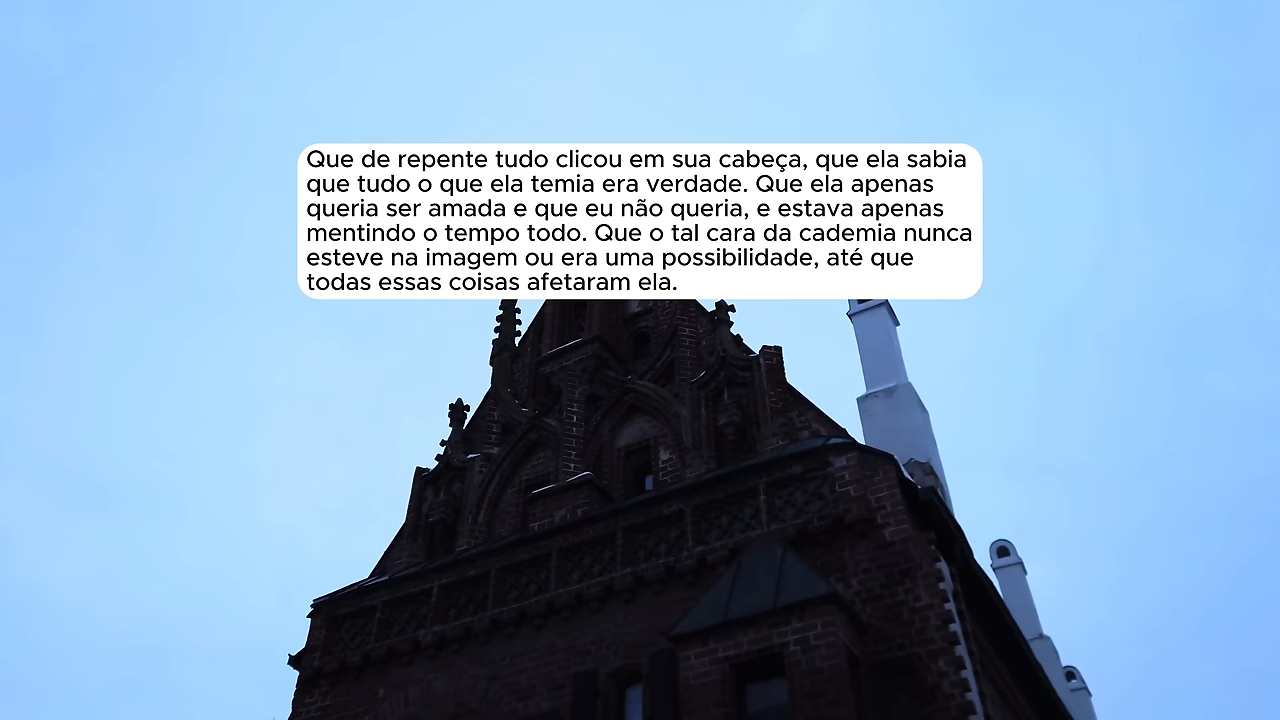 Que de repente tudo clicou em sua cabeça, que ela sabia
que tudo o que ela temia era verdade. Que ela apenas
queria ser amada e que eu não queria, e estava apenas
mentindo o tempo todo. Que o tal cara da cademia nunca
esteve na imagem ou era uma possibilidade, até que
todas essas coisas afetaram ela.